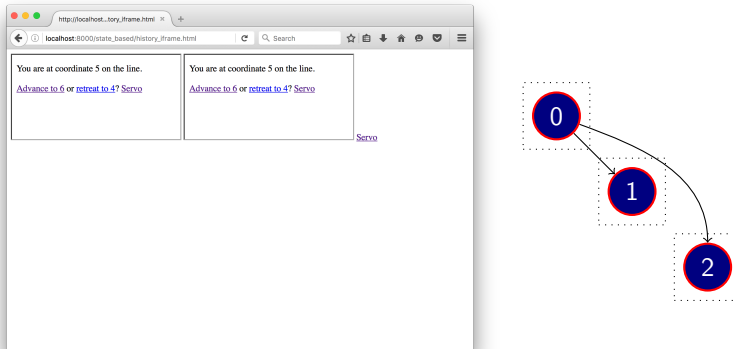 http://localhost...tory_iframe.html
localhost:8000/state_based/history_iframe.html
Search
You are at coordinate 5 on the line.
Advance to 6 or retreat to 4? Servo
You are at coordinate 5 on the line.
Advance to 6 or retreat to 4? Servo
Servo
0
1
2